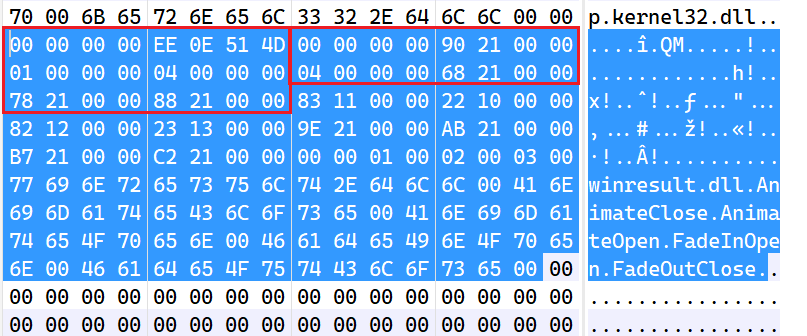 70 00 6B 65 72 6E 65 6C 33 32 2E 64 6C 6C 00 00 p.kernel32.dll..
00 00 00 00 EE 0E 51 4D 00 00 00 00 90 21 00 00 ....î.QM.....!..
01 00 00 00 04 00 00 00 04 00 00 00 68 21 00 00 ............h!..
78 21 00 00 88 21 00 00 83 11 00 00 22 10 00 00 x!..ˆ!..ƒ..."...
82 12 00 00 23 13 00 00 9E 21 00 00 AB 21 00 00 ‚...#...ž!..«!..
B7 21 00 00 C2 21 00 00 00 00 01 00 02 00 03 00 ·!..Â!..........
77 69 6E 72 65 73 75 6C 74 2E 64 6C 6C 00 41 6E winresult.dll.An
69 6D 61 74 65 43 6C 6F 73 65 00 41 6E 69 6D 61 imateClose.Anima
74 65 4F 70 65 6E 00 46 61 64 65 49 6E 4F 70 65 teOpen.FadeInOpe
6E 00 46 61 64 65 4F 75 74 43 6C 6F 73 65 00 00 n.FadeOutClose..
00 00 00 00 00 00 00 00 00 00 00 00 00 00 00 00 ................
00 00 00 00 00 00 00 00 00 00 00 00 00 00 00 00 ................